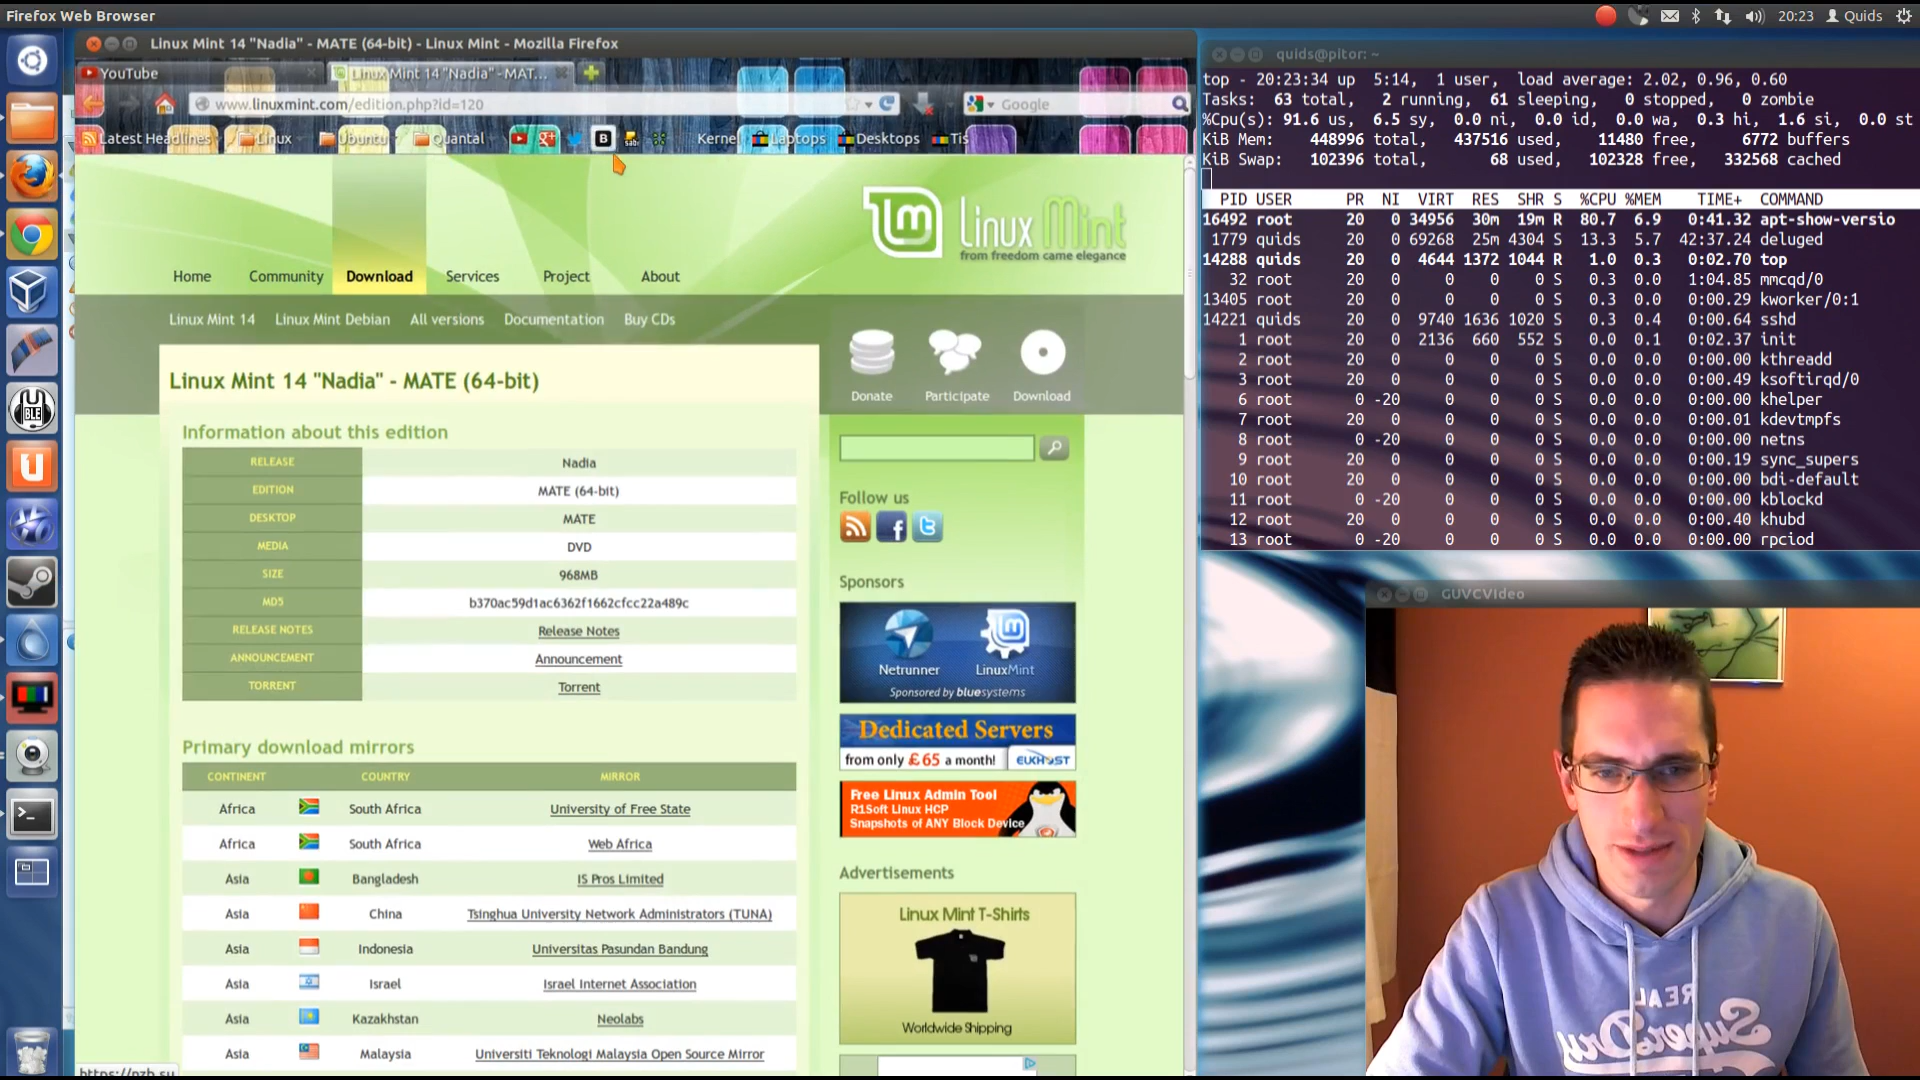 Firefox Web Browser
20:23
Quids
Linux Mint 14 "Nadia" - MATE (64-bit) - Linux Mint - Mozilla Firefox
YouTube
Linux Mint 14 "Nadia" - MAT...
www.linuxmint.com/edition.php?id=120
Google
Latest Headlines
Linux
Ubuntu
Quantal
Kernel
Laptops
Desktops
Tis
Linux Mint
from freedom came elegance
Home
Community
Download
Services
Project
About
Linux Mint 14
Linux Mint Debian
All versions
Documentation
Buy CDs
Donate
Participate
Download
Linux Mint 14 "Nadia" - MATE (64-bit)
Information about this edition
RELEASE Nadia
EDITION MATE (64-bit)
DESKTOP MATE
MEDIA DVD
SIZE 968MB
MD5 b370ac59d1ac6362f1662cfcc22a489c
RELEASE NOTES Release Notes
ANNOUNCEMENT Announcement
TORRENT Torrent
Primary download mirrors
CONTINENT COUNTRY MIRROR
Africa South Africa University of Free State
Africa South Africa Web Africa
Asia Bangladesh IS Pros Limited
Asia China Tsinghua University Network Administrators (TUNA)
Asia Indonesia Universitas Pasundan Bandung
Asia Israel Israel Internet Association
Asia Kazakhstan Neolabs
Asia Malaysia Universiti Teknologi Malaysia Open Source Mirror
https://nzb.su
Follow us
Sponsors
Netrunner
LinuxMint
Sponsored by bluesystems
Dedicated Servers
from only £65 a month!
EUKHOST
Free Linux Admin Tool
R1Soft Linux HCP
Snapshots of ANY Block Device
Advertisements
Linux Mint T-Shirts
Worldwide Shipping
quids@pitor: ~
top - 20:23:34 up 5:14, 1 user, load average: 2.02, 0.96, 0.60
Tasks: 63 total, 2 running, 61 sleeping, 0 stopped, 0 zombie
%Cpu(s): 91.6 us, 6.5 sy, 0.0 ni, 0.0 id, 0.0 wa, 0.3 hi, 1.6 si, 0.0 st
KiB Mem: 448996 total, 437516 used, 11480 free, 6772 buffers
KiB Swap: 102396 total, 68 used, 102328 free, 332568 cached
PID USER PR NI VIRT RES SHR S %CPU %MEM TIME+ COMMAND
16492 root 20 0 34956 30m 19m R 80.7 6.9 0:41.32 apt-show-versio
1779 quids 20 0 69268 25m 4304 S 13.3 5.7 42:37.24 deluged
14288 quids 20 0 4644 1372 1044 R 1.0 0.3 0:02.70 top
32 root 20 0 0 0 0 S 0.3 0.0 1:04.85 mmcqd/0
13405 root 20 0 0 0 0 S 0.3 0.0 0:00.29 kworker/0:1
14221 quids 20 0 9740 1636 1020 S 0.3 0.4 0:00.64 sshd
1 root 20 0 2136 660 552 S 0.0 0.1 0:02.37 init
2 root 20 0 0 0 0 S 0.0 0.0 0:00.00 kthreadd
3 root 20 0 0 0 0 S 0.0 0.0 0:00.49 ksoftirqd/0
6 root 0 -20 0 0 0 S 0.0 0.0 0:00.00 khelper
7 root 20 0 0 0 0 S 0.0 0.0 0:00.01 kdevtmpfs
8 root 0 -20 0 0 0 S 0.0 0.0 0:00.00 netns
9 root 20 0 0 0 0 S 0.0 0.0 0:00.19 sync_supers
10 root 20 0 0 0 0 S 0.0 0.0 0:00.00 bdi-default
11 root 0 -20 0 0 0 S 0.0 0.0 0:00.00 kblockd
12 root 20 0 0 0 0 S 0.0 0.0 0:00.40 khubd
13 root 0 -20 0 0 0 S 0.0 0.0 0:00.00 rpciod
GUVCVideo
REAL
SuperDry